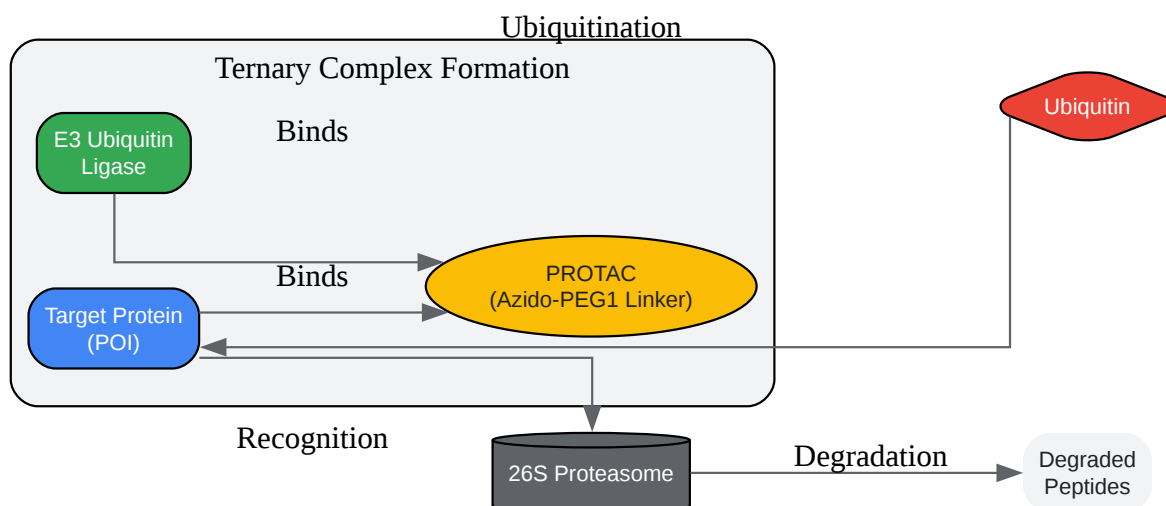 Ubiquitination
Ternary Complex Formation
Ubiquitin
E3 Ubiquitin
Ligase
Binds
Binds
PROTAC
(Azido-PEG1 Linker)
Target Protein
(POI)
Recognition
26S Proteasome
Degradation
Degraded
Peptides